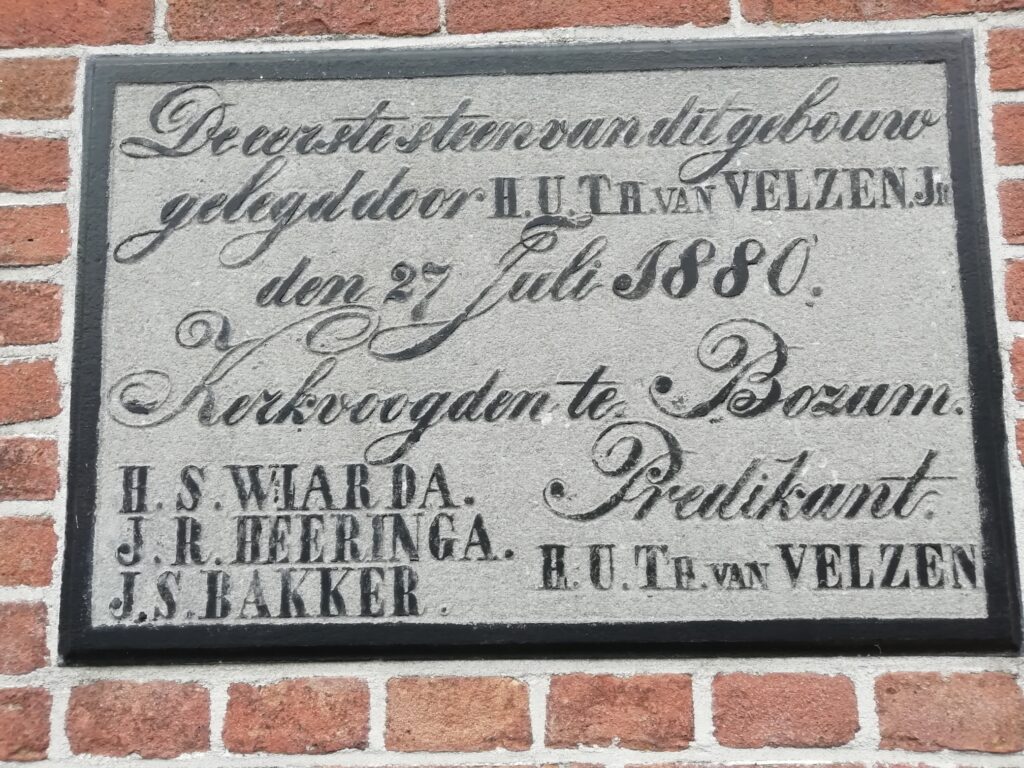 De eerste steen van dit gebouw
gelegd door H. U. TH. VAN VELZEN. JR
den 27 Juli 1880.
Kerkvoogden te Bozum.
H. S. WIARDA.
J. R. HEERINGA.
J. S. BAKKER.
Predikant.
H. U. TH. VAN VELZEN